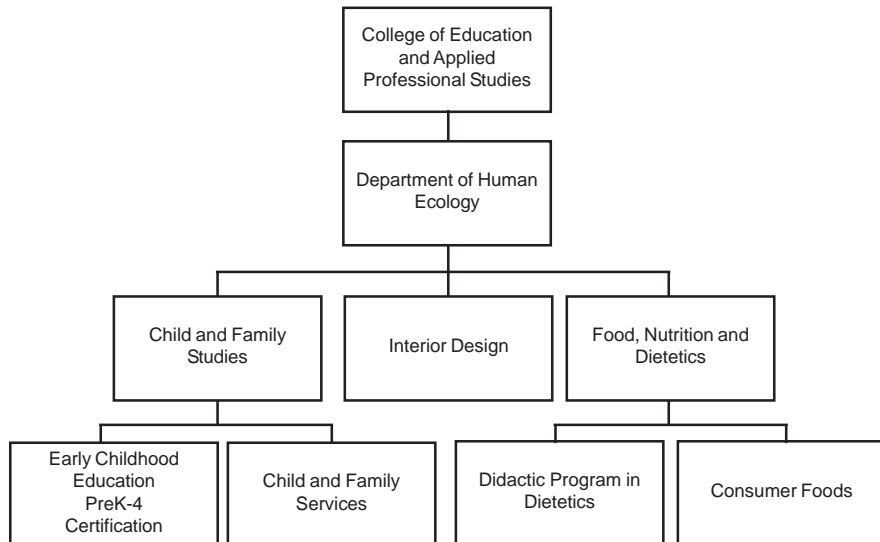 College of Education
and Applied
Professional Studies
Department of Human
Ecology
Child and Family
Studies
Interior Design
Food, Nutrition and
Dietetics
Early Childhood
Education
PreK-4
Certification
Child and Family
Services
Didactic Program in
Dietetics
Consumer Foods